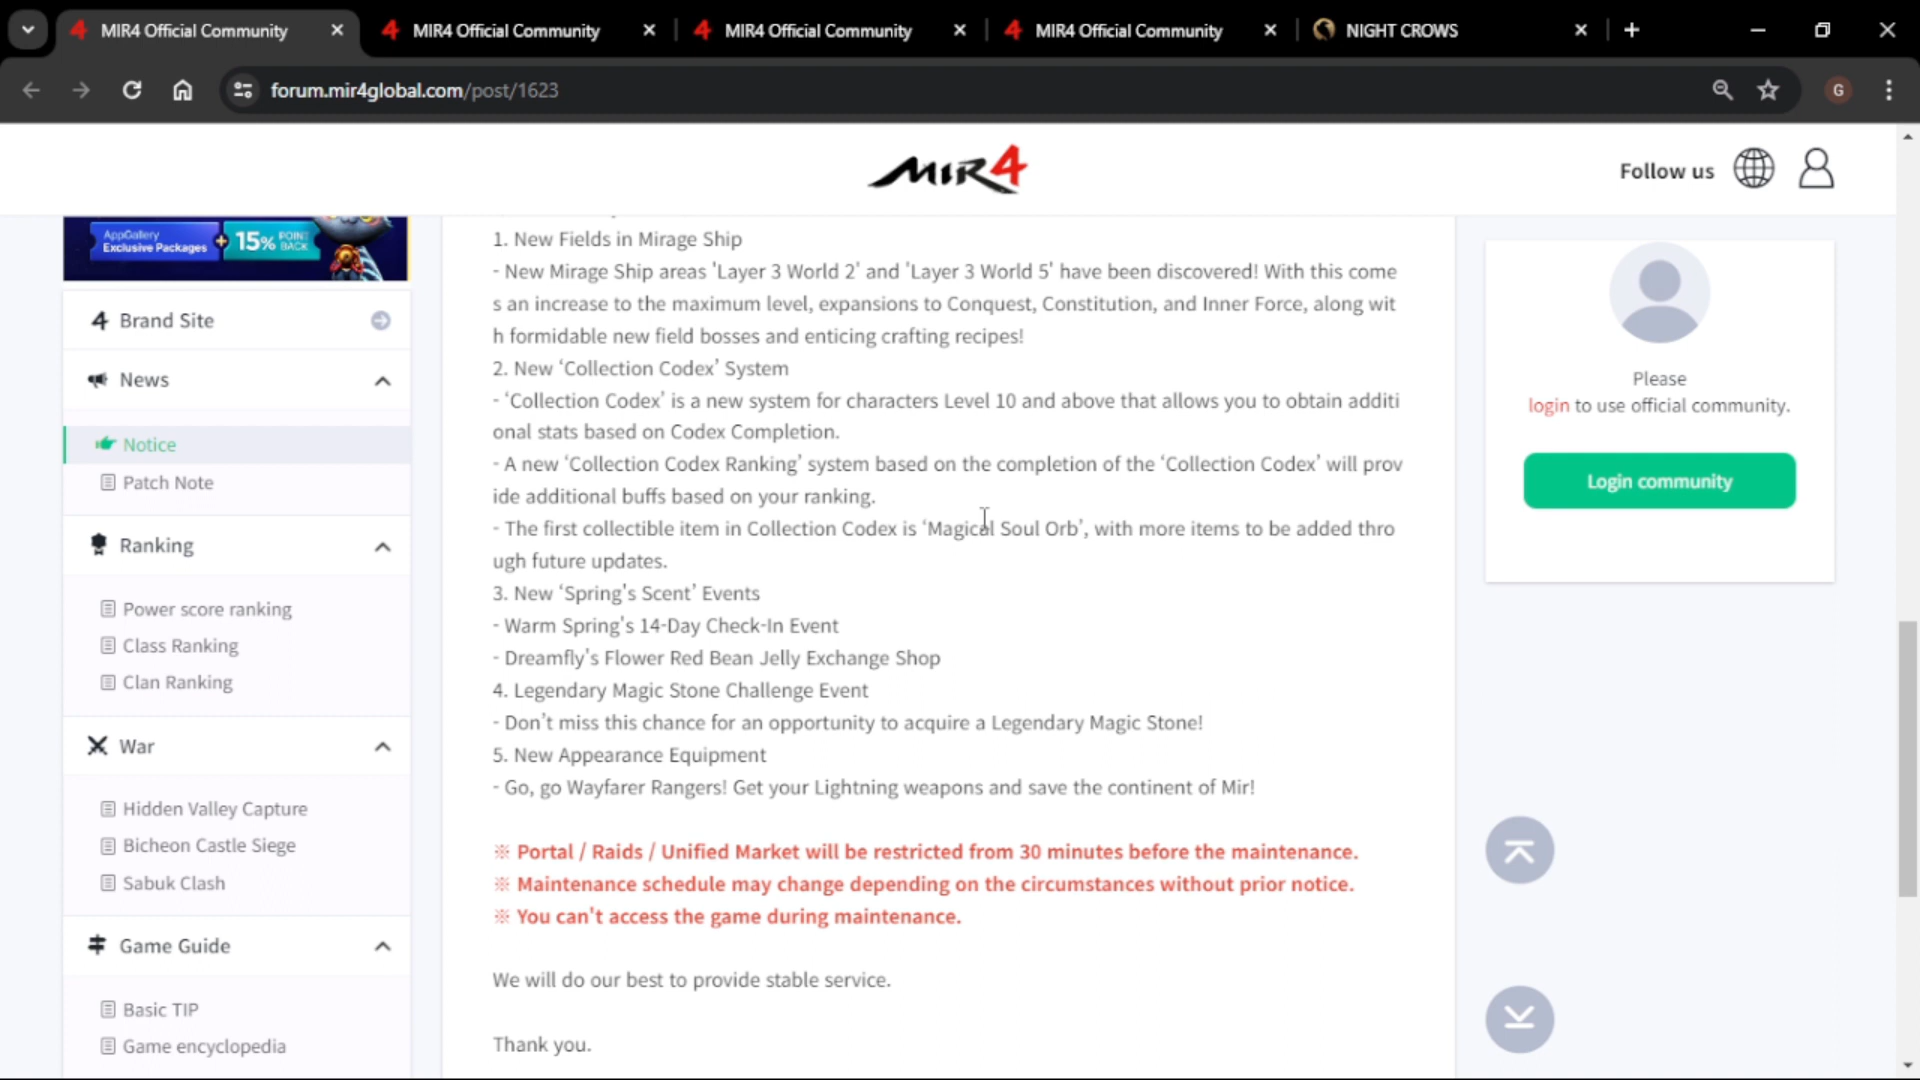 MIR4 Official Community
MIR4 Official Community
MIR4 Official Community
MIR4 Official Community
NIGHT CROWS
forum.mir4global.com/post/1623
G
MIR4
Follow us
AppGallery
Exclusive Packages
+
15% POINT BACK
Brand Site
News
Notice
Patch Note
Ranking
Power score ranking
Class Ranking
Clan Ranking
War
Hidden Valley Capture
Bicheon Castle Siege
Sabuk Clash
Game Guide
Basic TIP
Game encyclopedia
1. New Fields in Mirage Ship
- New Mirage Ship areas 'Layer 3 World 2' and 'Layer 3 World 5' have been discovered! With this come
s an increase to the maximum level, expansions to Conquest, Constitution, and Inner Force, along wit
h formidable new field bosses and enticing crafting recipes!
2. New ‘Collection Codex’ System
- ‘Collection Codex’ is a new system for characters Level 10 and above that allows you to obtain additi
onal stats based on Codex Completion.
- A new ‘Collection Codex Ranking’ system based on the completion of the ‘Collection Codex’ will prov
ide additional buffs based on your ranking.
- The first collectible item in Collection Codex is ‘Magical Soul Orb’, with more items to be added thro
ugh future updates.
3. New ‘Spring's Scent’ Events
- Warm Spring's 14-Day Check-In Event
- Dreamfly's Flower Red Bean Jelly Exchange Shop
4. Legendary Magic Stone Challenge Event
- Don’t miss this chance for an opportunity to acquire a Legendary Magic Stone!
5. New Appearance Equipment
- Go, go Wayfarer Rangers! Get your Lightning weapons and save the continent of Mir!
※ Portal / Raids / Unified Market will be restricted from 30 minutes before the maintenance.
※ Maintenance schedule may change depending on the circumstances without prior notice.
※ You can't access the game during maintenance.
We will do our best to provide stable service.
Thank you.
Please
login to use official community.
Login community